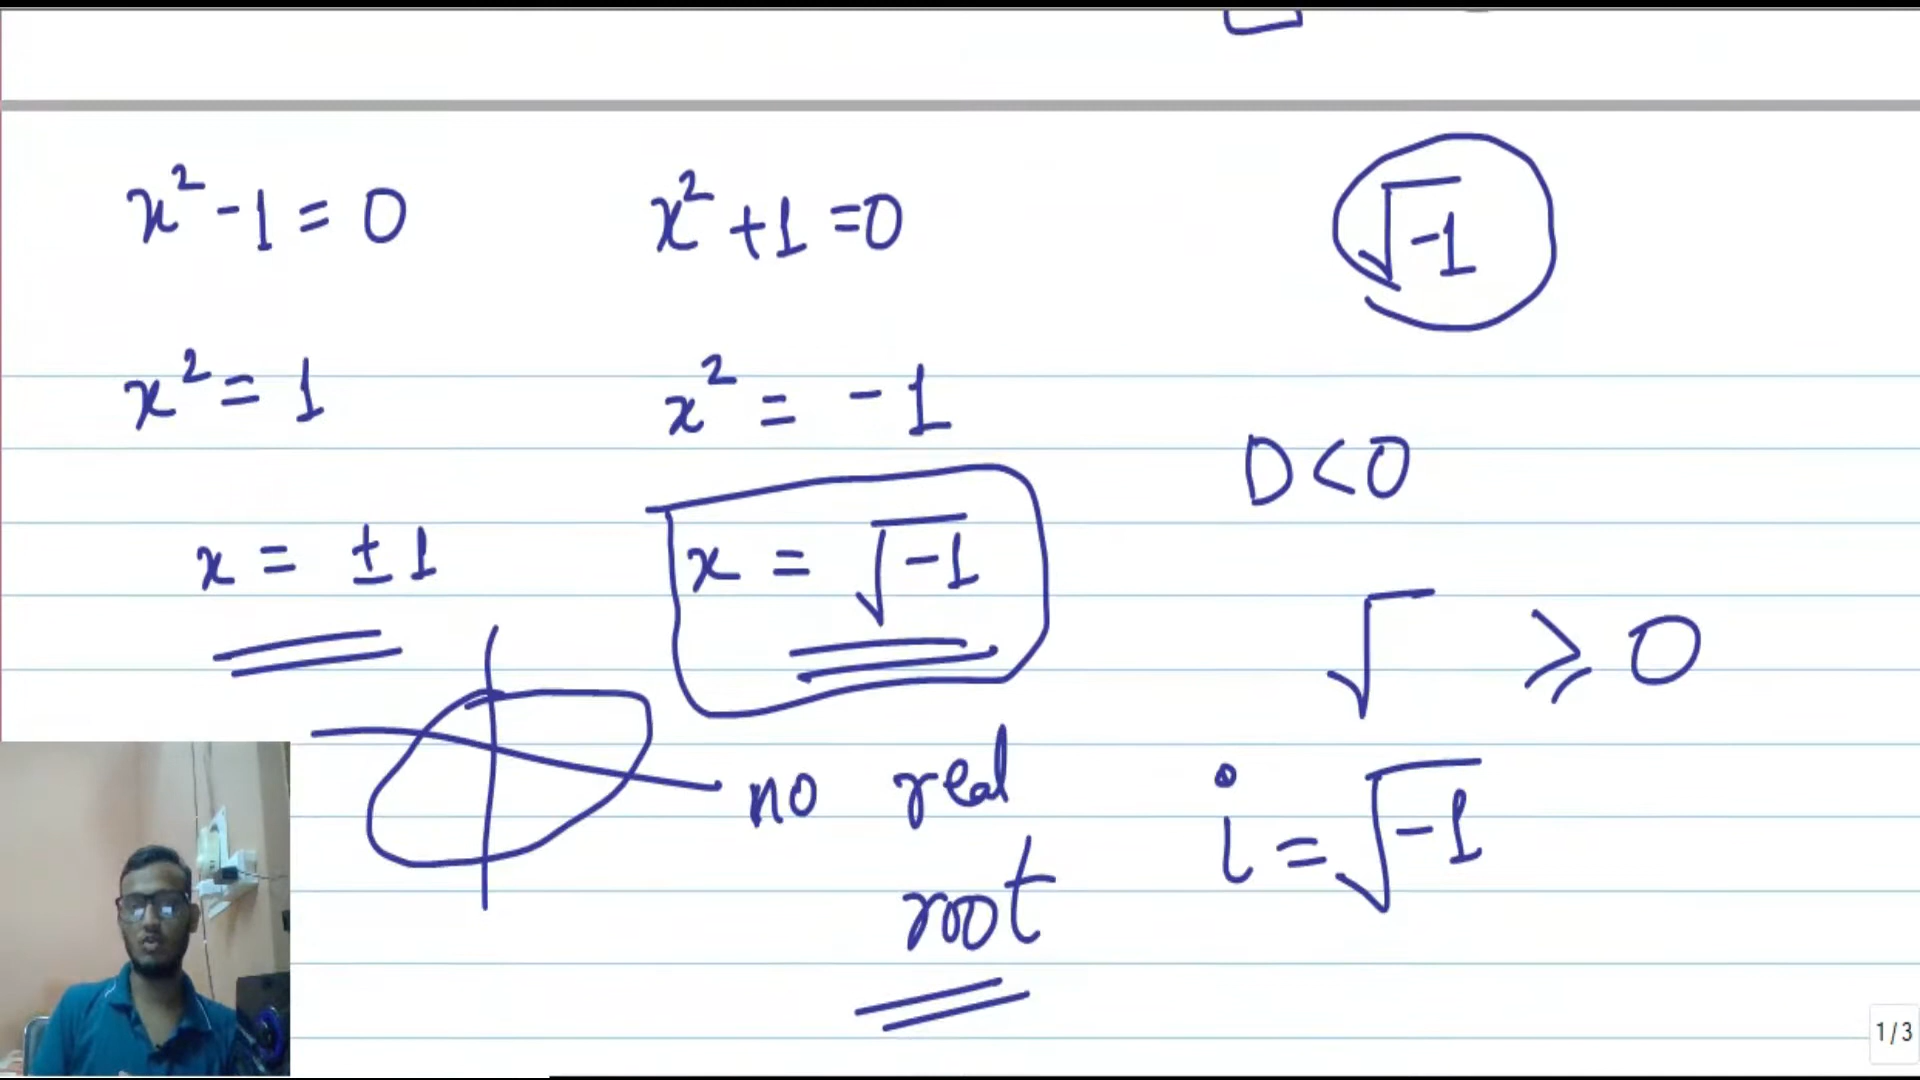 x² - 1 = 0
x² = 1
x = ± 1
x² + 1 = 0
x² = - 1
x = √-1
no real
root
√-1
D < 0
√ ⩾ 0
i = √-1
1 / 3